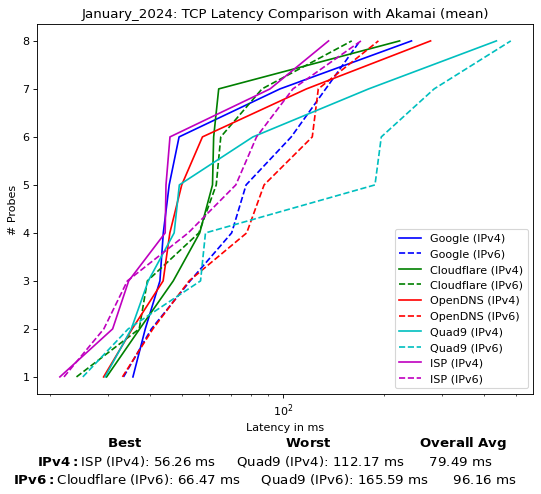 January_2024: TCP Latency Comparison with Akamai (mean)
8
7
6
5
4
3
2
1
# Probes
Google (IPv4)
Google (IPv6)
Cloudflare (IPv4)
Cloudflare (IPv6)
OpenDNS (IPv4)
OpenDNS (IPv6)
Quad9 (IPv4)
Quad9 (IPv6)
ISP (IPv4)
ISP (IPv6)
10²
Latency in ms
Best Worst Overall Avg
IPv4: ISP (IPv4): 56.26 ms Quad9 (IPv4): 112.17 ms 79.49 ms
IPv6: Cloudflare (IPv6): 66.47 ms Quad9 (IPv6): 165.59 ms 96.16 ms